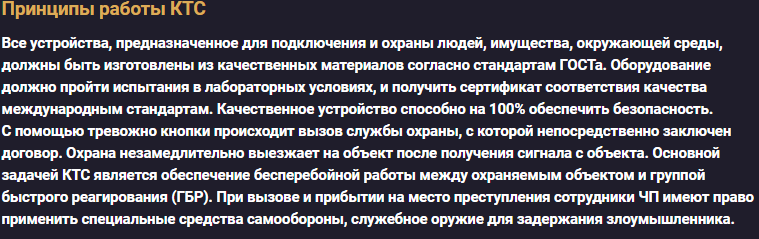 Принципы работы КТС
Все устройства, предназначенное для подключения и охраны людей, имущества, окружающей среды,
должны быть изготовлены из качественных материалов согласно стандартам ГОСТа. Оборудование
должно пройти испытания в лабораторных условиях, и получить сертификат соответствия качества
международным стандартам. Качественное устройство способно на 100% обеспечить безопасность.
С помощью тревожно кнопки происходит вызов службы охраны, с которой непосредственно заключен
договор. Охрана незамедлительно выезжает на объект после получения сигнала с объекта. Основной
задачей КТС является обеспечение бесперебойной работы между охраняемым объектом и группой
быстрого реагирования (ГБР). При вызове и прибытии на место преступления сотрудники ЧП имеют право
применить специальные средства самообороны, служебное оружие для задержания злоумышленника.